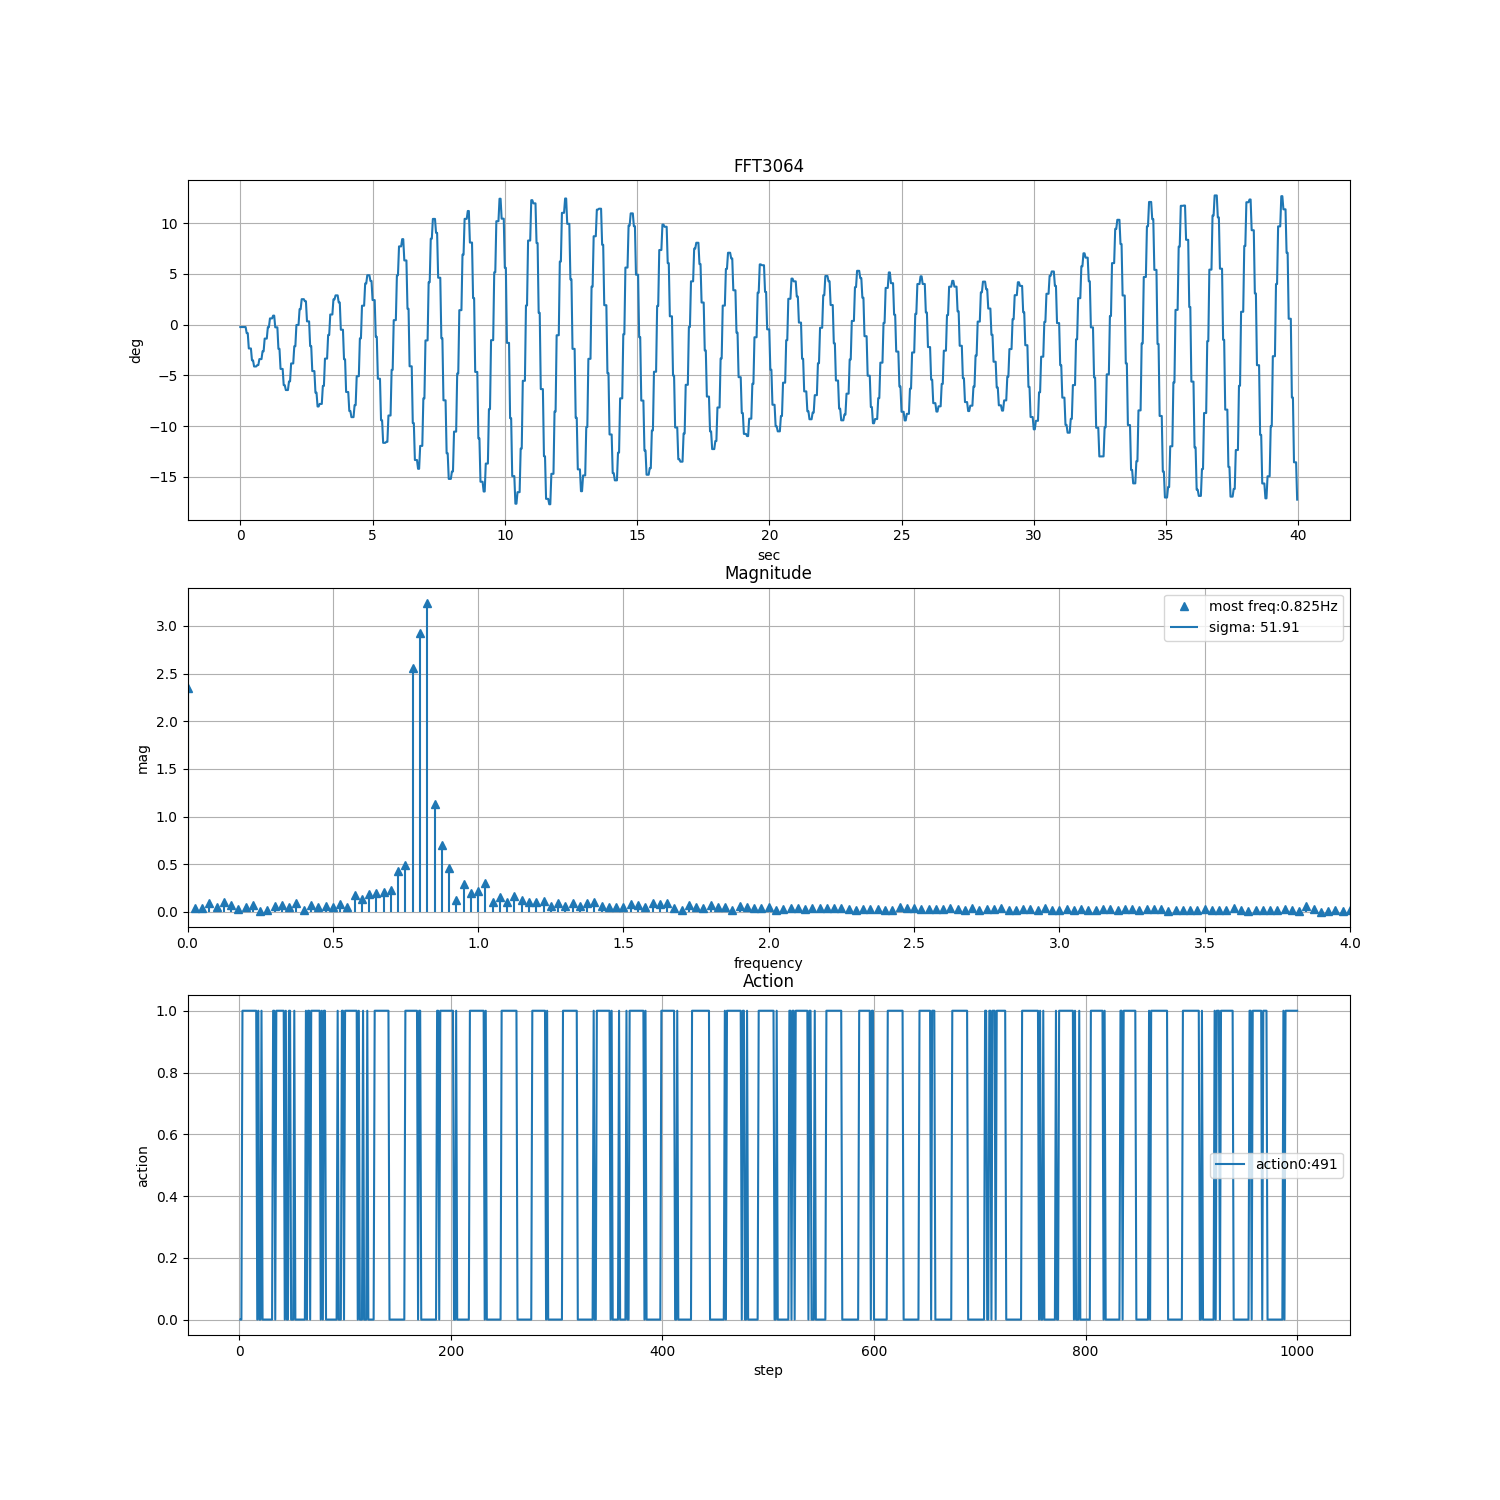 FFT3064
10
5
0
−5
−10
−15
deg
0 5 10 15 20 25 30 35 40
sec
Magnitude
3.0
2.5
2.0
1.5
1.0
0.5
0.0
mag
most freq:0.825Hz
sigma: 51.91
0.0 0.5 1.0 1.5 2.0 2.5 3.0 3.5 4.0
frequency
Action
1.0
0.8
0.6
0.4
0.2
0.0
action
action0:491
0 200 400 600 800 1000
step